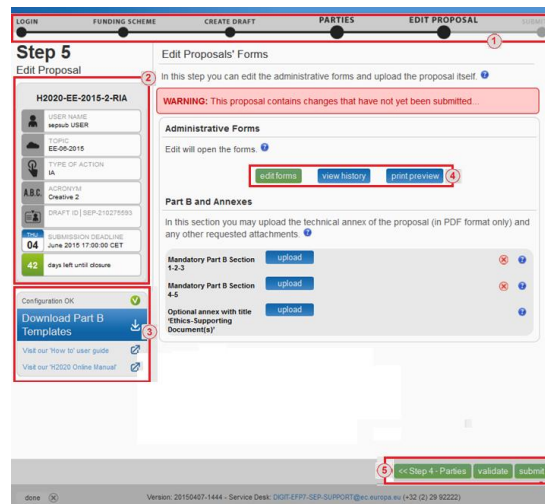 LOGIN FUNDING SCHEME CREATE DRAFT PARTIES EDIT PROPOSAL SUBMIT
1
Step 5
Edit Proposal
2
H2020-EE-2015-2-RIA
USER NAME
sepsub USER
TOPIC
EE-06-2015
TYPE OF ACTION
IA
A.B.C. ACRONYM
Creative 2
DRAFT ID | SEP-210275593
THU
04
SUBMISSION DEADLINE
June 2015 17:00:00 CET
42 days left until closure
Configuration OK
Download Part B
Templates
3
Visit our 'How to' user guide
Visit our 'H2020 Online Manual'
Edit Proposals' Forms
In this step you can edit the administrative forms and upload the proposal itself.
WARNING: This proposal contains changes that have not yet been submitted...
Administrative Forms
Edit will open the forms.
edit forms view history print preview 4
Part B and Annexes
In this section you may upload the technical annex of the proposal (in PDF format only) and
any other requested attachments.
Mandatory Part B Section
1-2-3
upload
Mandatory Part B Section
4-5
upload
Optional annex with title
'Ethics-Supporting
Document(s)'
upload
5 << Step 4 - Parties validate submit
done Version: 20150407-1444 - Service Desk: DIGIT-EFP7-SEP-SUPPORT@ec.europa.eu (+32 (2) 29 92222)